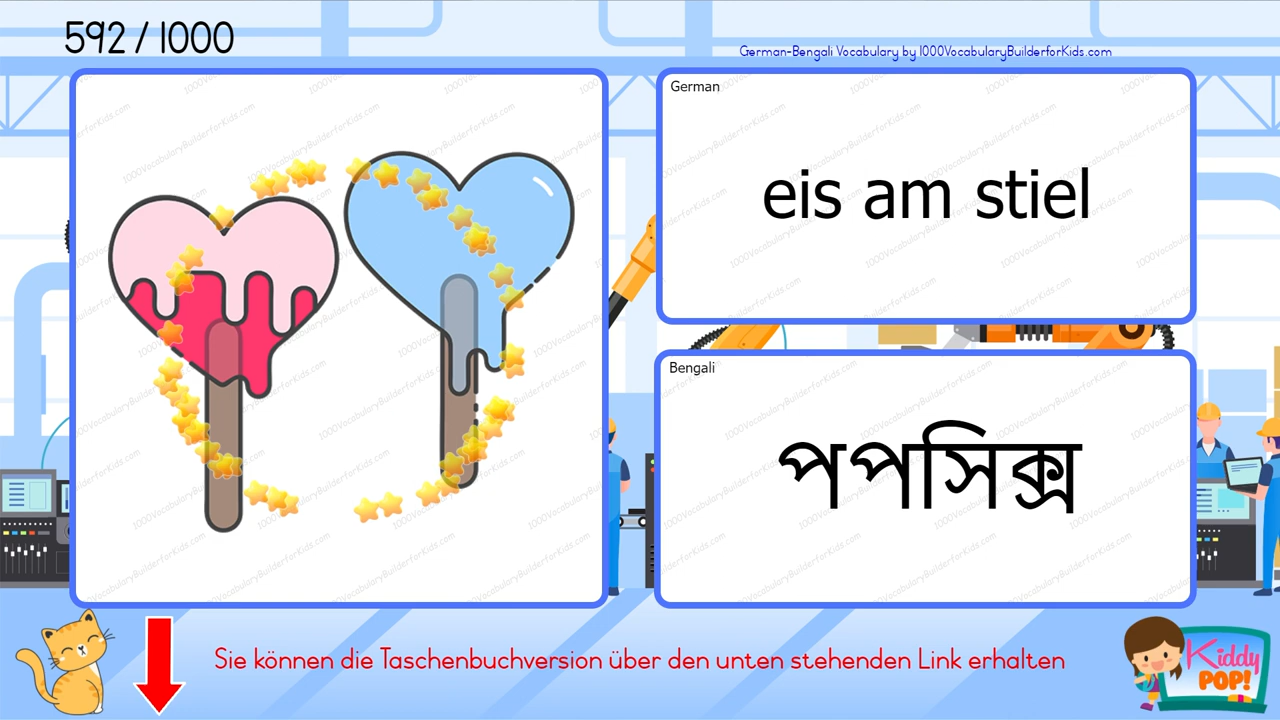 592 / 1000
German-Bengali Vocabulary by 1000VocabularyBuilderforKids.com
German
eis am stiel
Bengali
পপসিক্স
Sie können die Taschenbuchversion über den unten stehenden Link erhalten
Kiddy
POP!